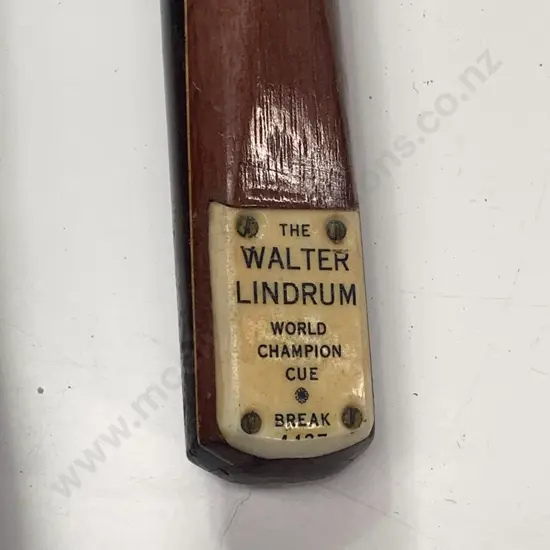 THE
WALTER
LINDRUM
WORLD
CHAMPION
CUE
BREAK